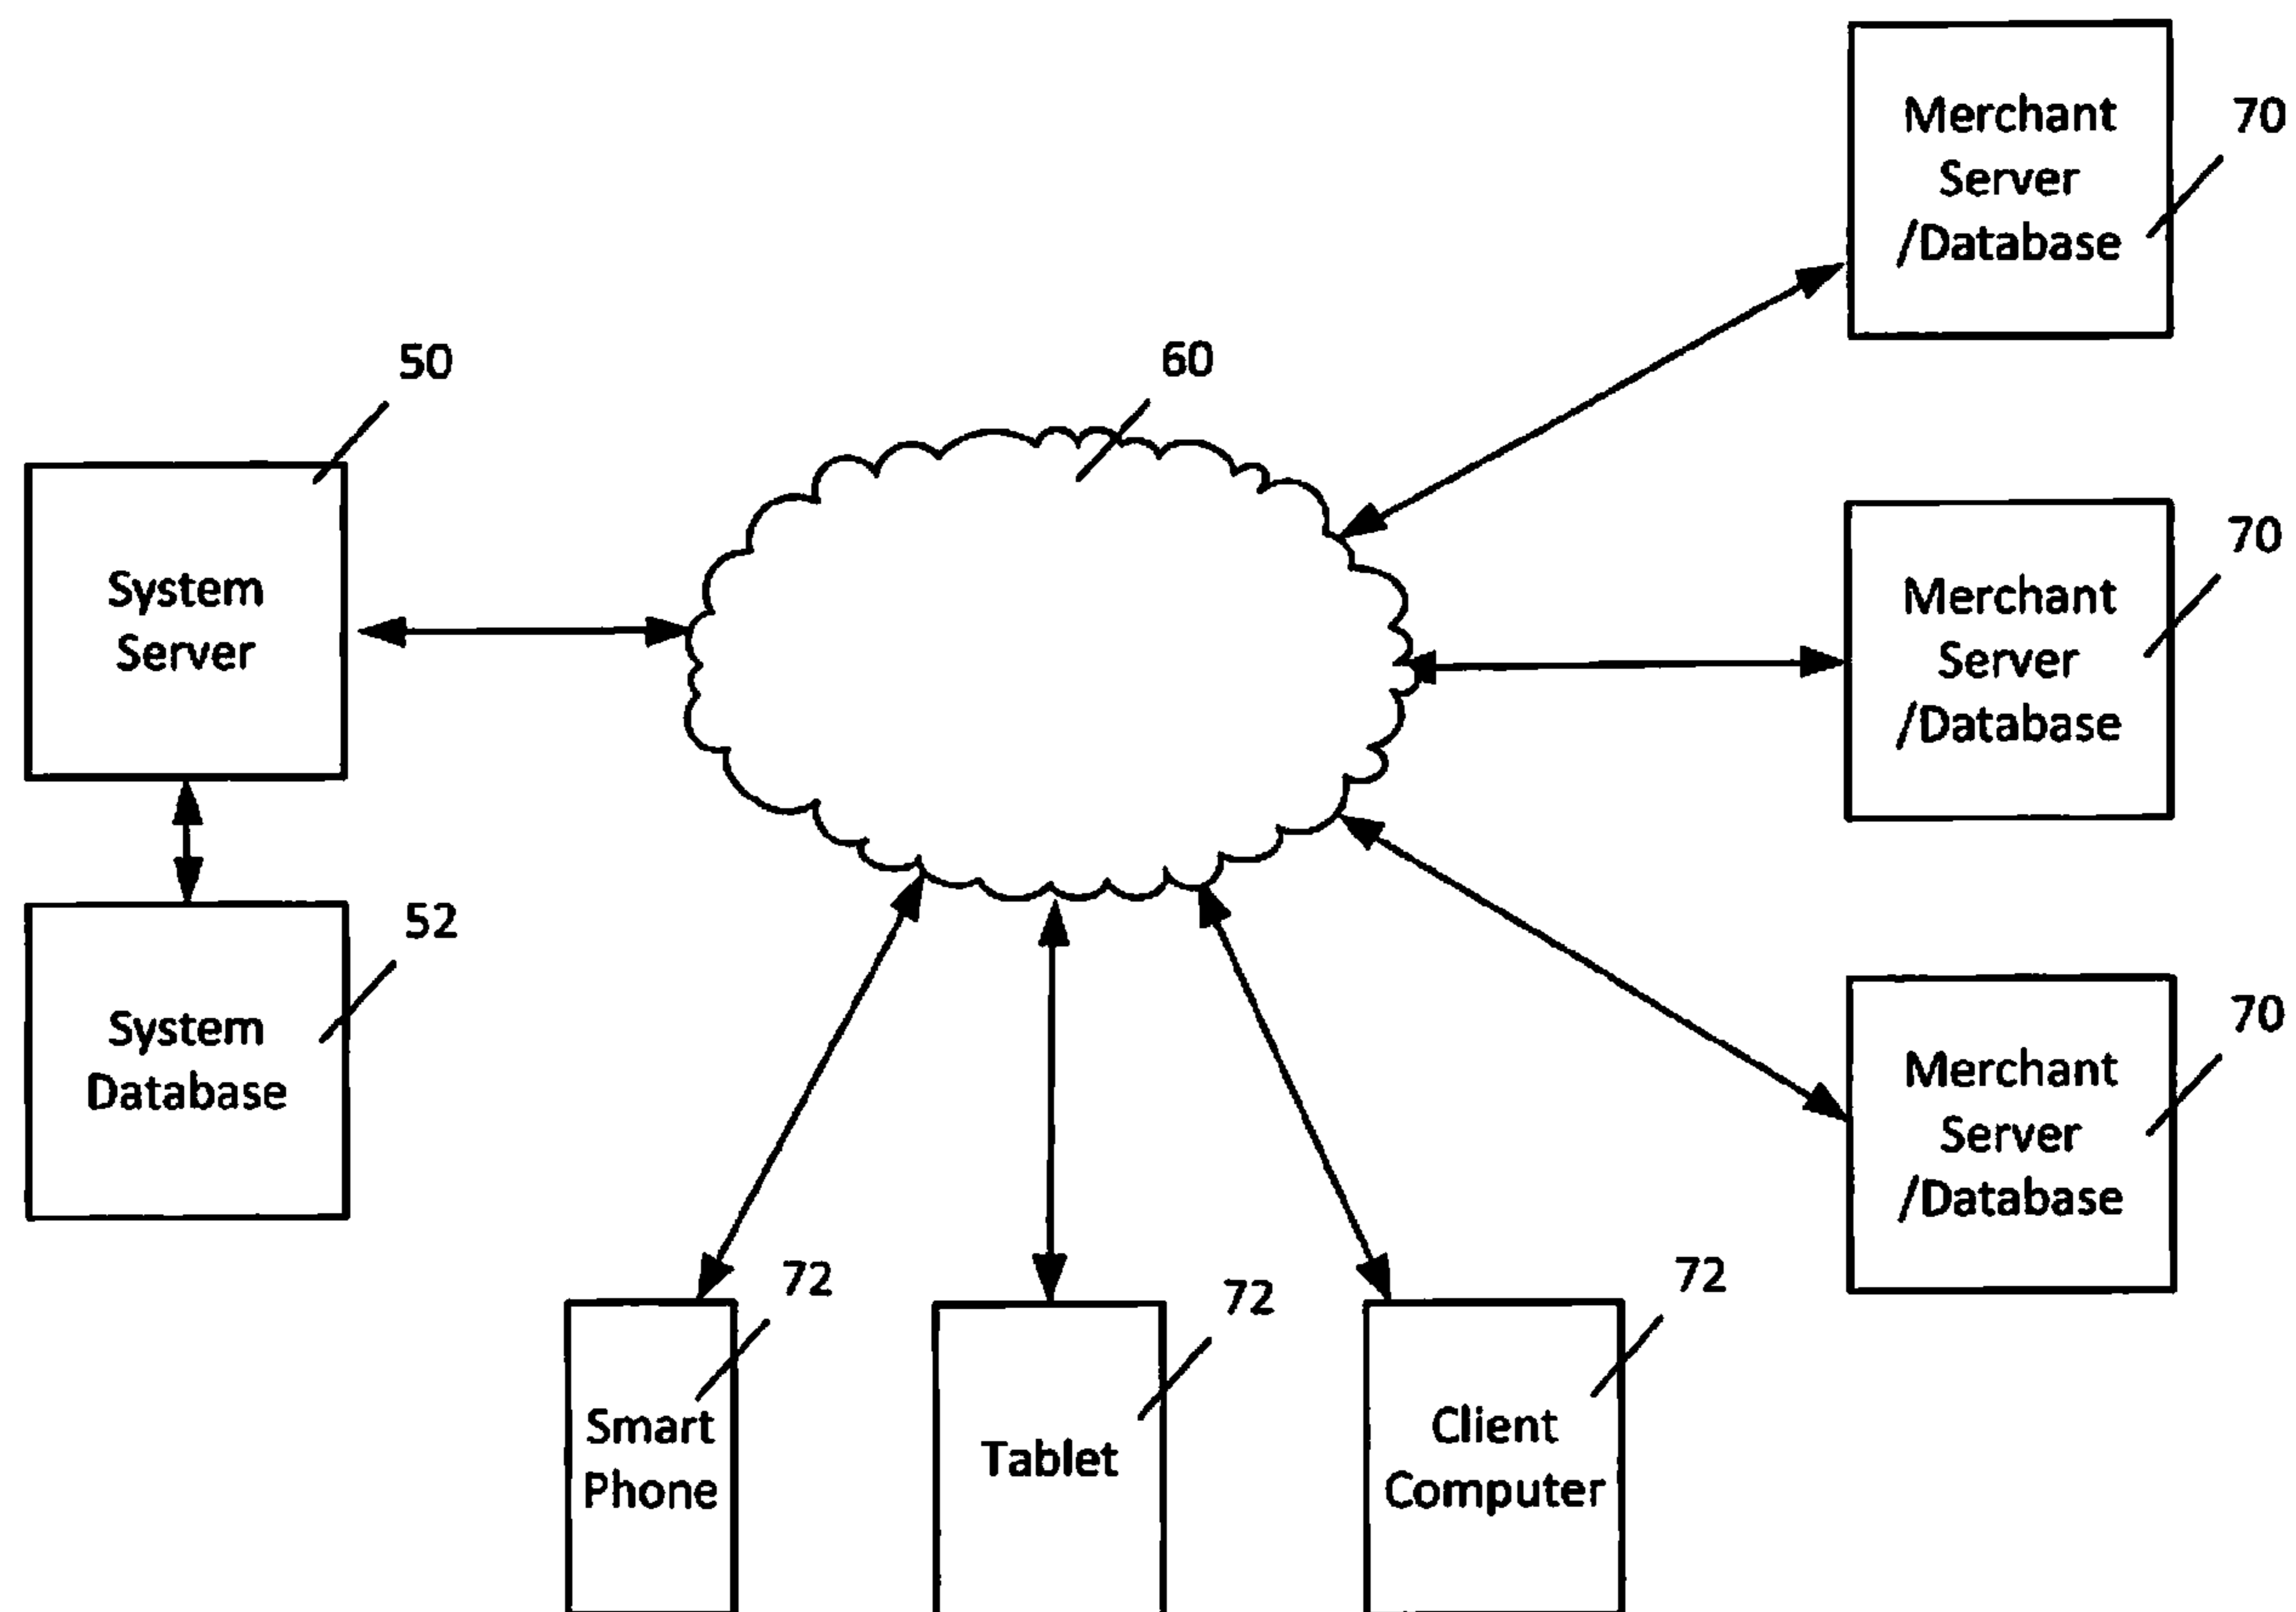 70
Merchant
Server
/Database
50
60
System
Server
70
Merchant
Server
/Database
52
System
Database
70
Merchant
Server
/Database
72
Smart
Phone
72
Tablet
72
Client
Computer